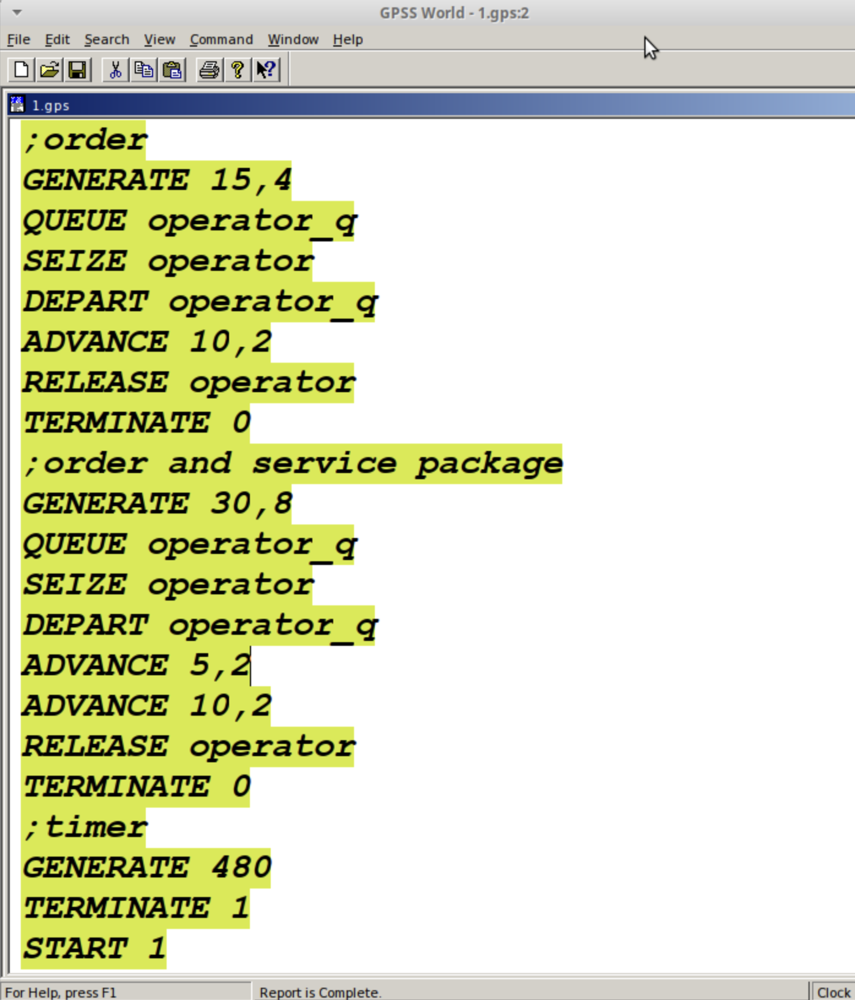 GPSS World - 1.gps:2
File Edit Search View Command Window Help
1.gps
;order
GENERATE 15,4
QUEUE operator_q
SEIZE operator
DEPART operator_q
ADVANCE 10,2
RELEASE operator
TERMINATE 0
;order and service package
GENERATE 30,8
QUEUE operator_q
SEIZE operator
DEPART operator_q
ADVANCE 5,2
ADVANCE 10,2
RELEASE operator
TERMINATE 0
;timer
GENERATE 480
TERMINATE 1
START 1
For Help, press F1 Report is Complete. Clock